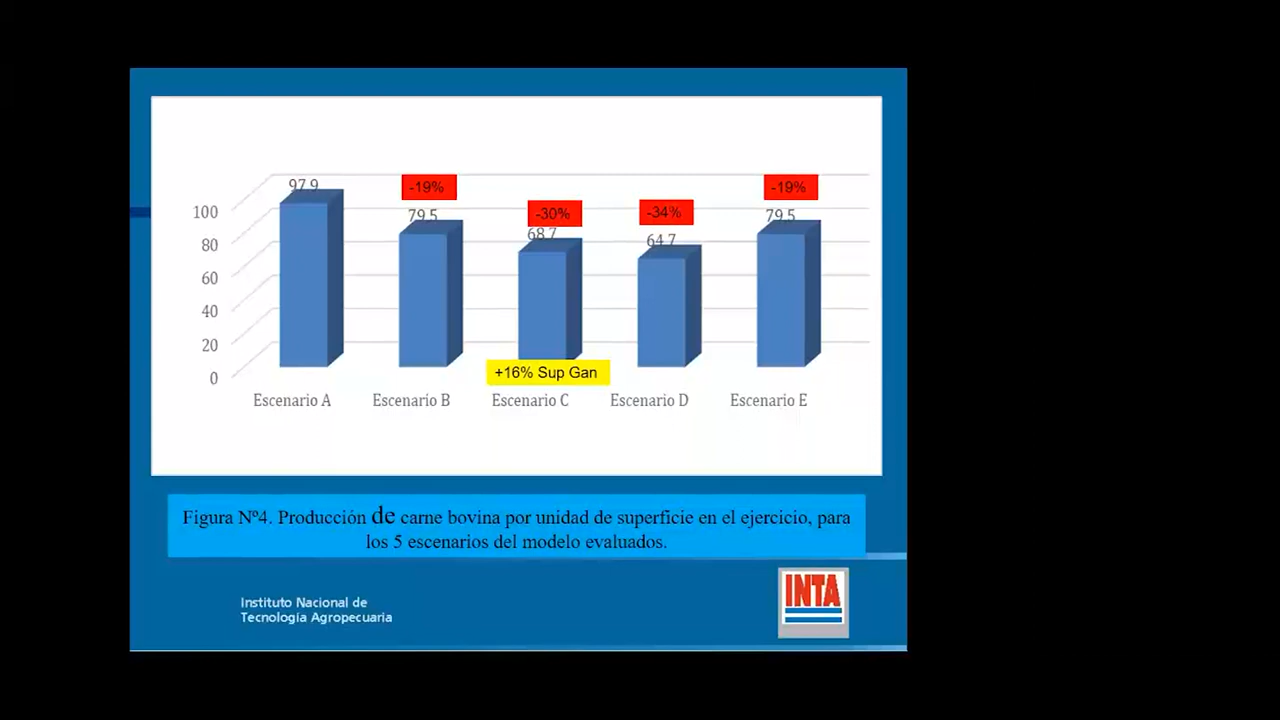 97.9
-19%
79.5
-30%
68.7
-34%
64.7
-19%
79.5
100
80
60
40
20
0
+16% Sup Gan
Escenario A
Escenario B
Escenario C
Escenario D
Escenario E
Figura Nº4. Producción de carne bovina por unidad de superficie en el ejercicio, para
los 5 escenarios del modelo evaluados.
Instituto Nacional de
Tecnología Agropecuaria
INTA